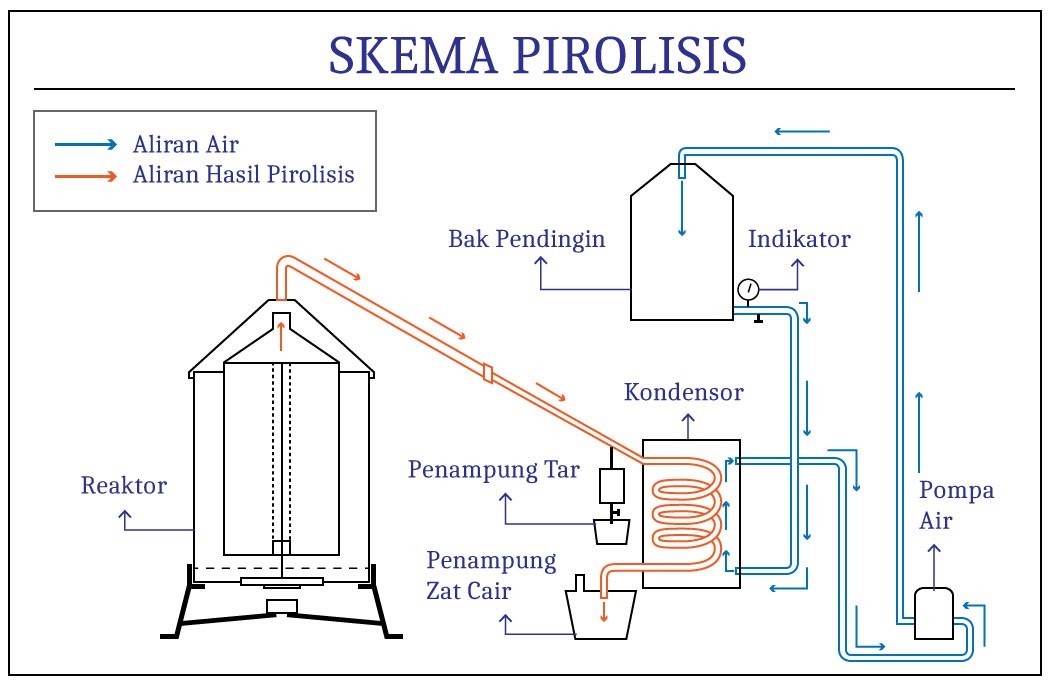 SKEMA PIROLISIS
Aliran Air
Aliran Hasil Pirolisis
Bak Pendingin
Indikator
Kondensor
Penampung Tar
Reaktor
Pompa
Air
Penampung
Zat Cair